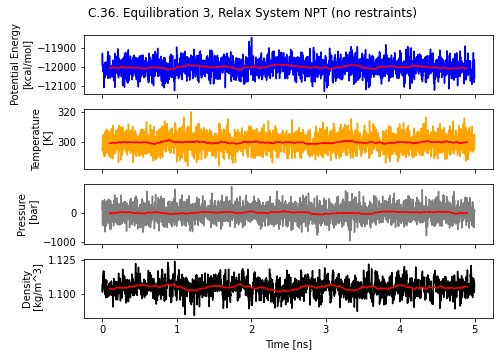 C.36. Equilibration 3, Relax System NPT (no restraints)
Potential Energy
[Kcal/mol]
−11900
−12000
−12100
Temperature
[K]
320
300
Pressure
[bar]
0
−1000
Density
[kg/m^3]
1.125
1.100
0 1 2 3 4 5
Time [ns]